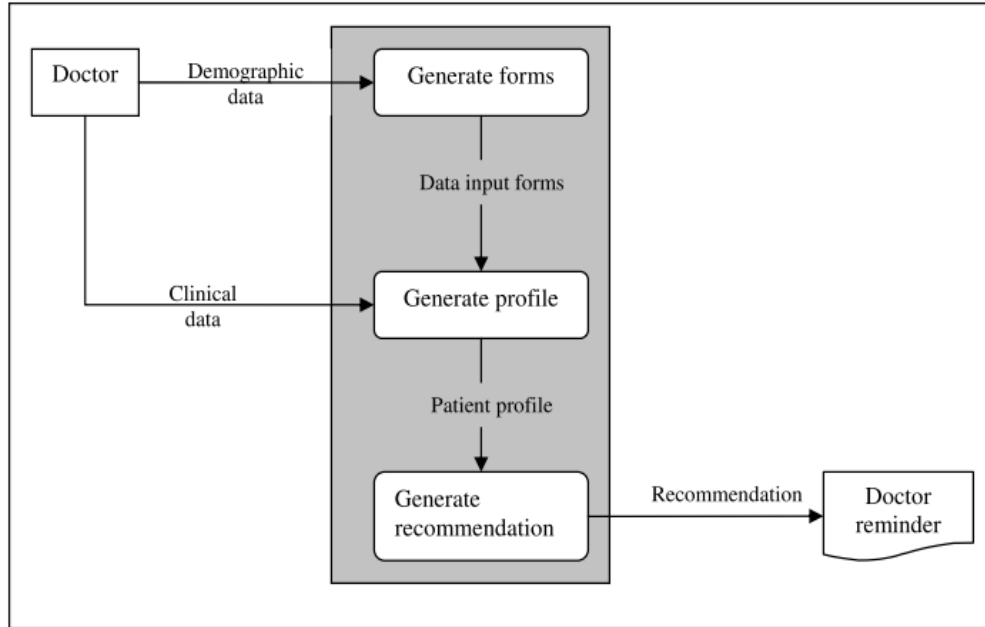 Doctor
Demographic
data
Generate forms
Data input forms
Clinical
data
Generate profile
Patient profile
Generate
recommendation
Recommendation
Doctor
reminder